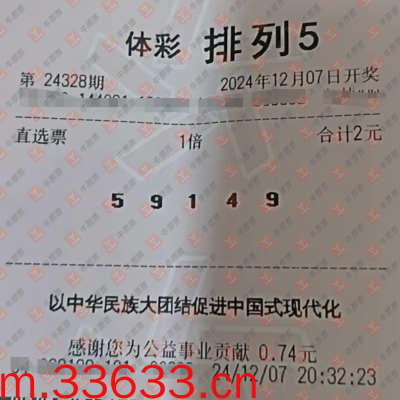 体彩 排列5
第 24328期 2024年12月07日开奖
直选票 1倍 合计2元
5 9 1 4 9
以中华民族大团结促进中国式现代化
感谢您为公益事业贡献 0.74元
24/12/07 20:32:23
m.33633.cn